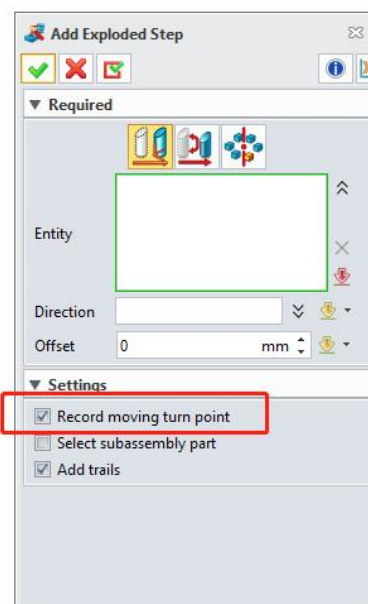 Add Exploded Step
▼ Required
Entity
Direction
Offset 0 mm
▼ Settings
Record moving turn point
Select subassembly part
Add trails